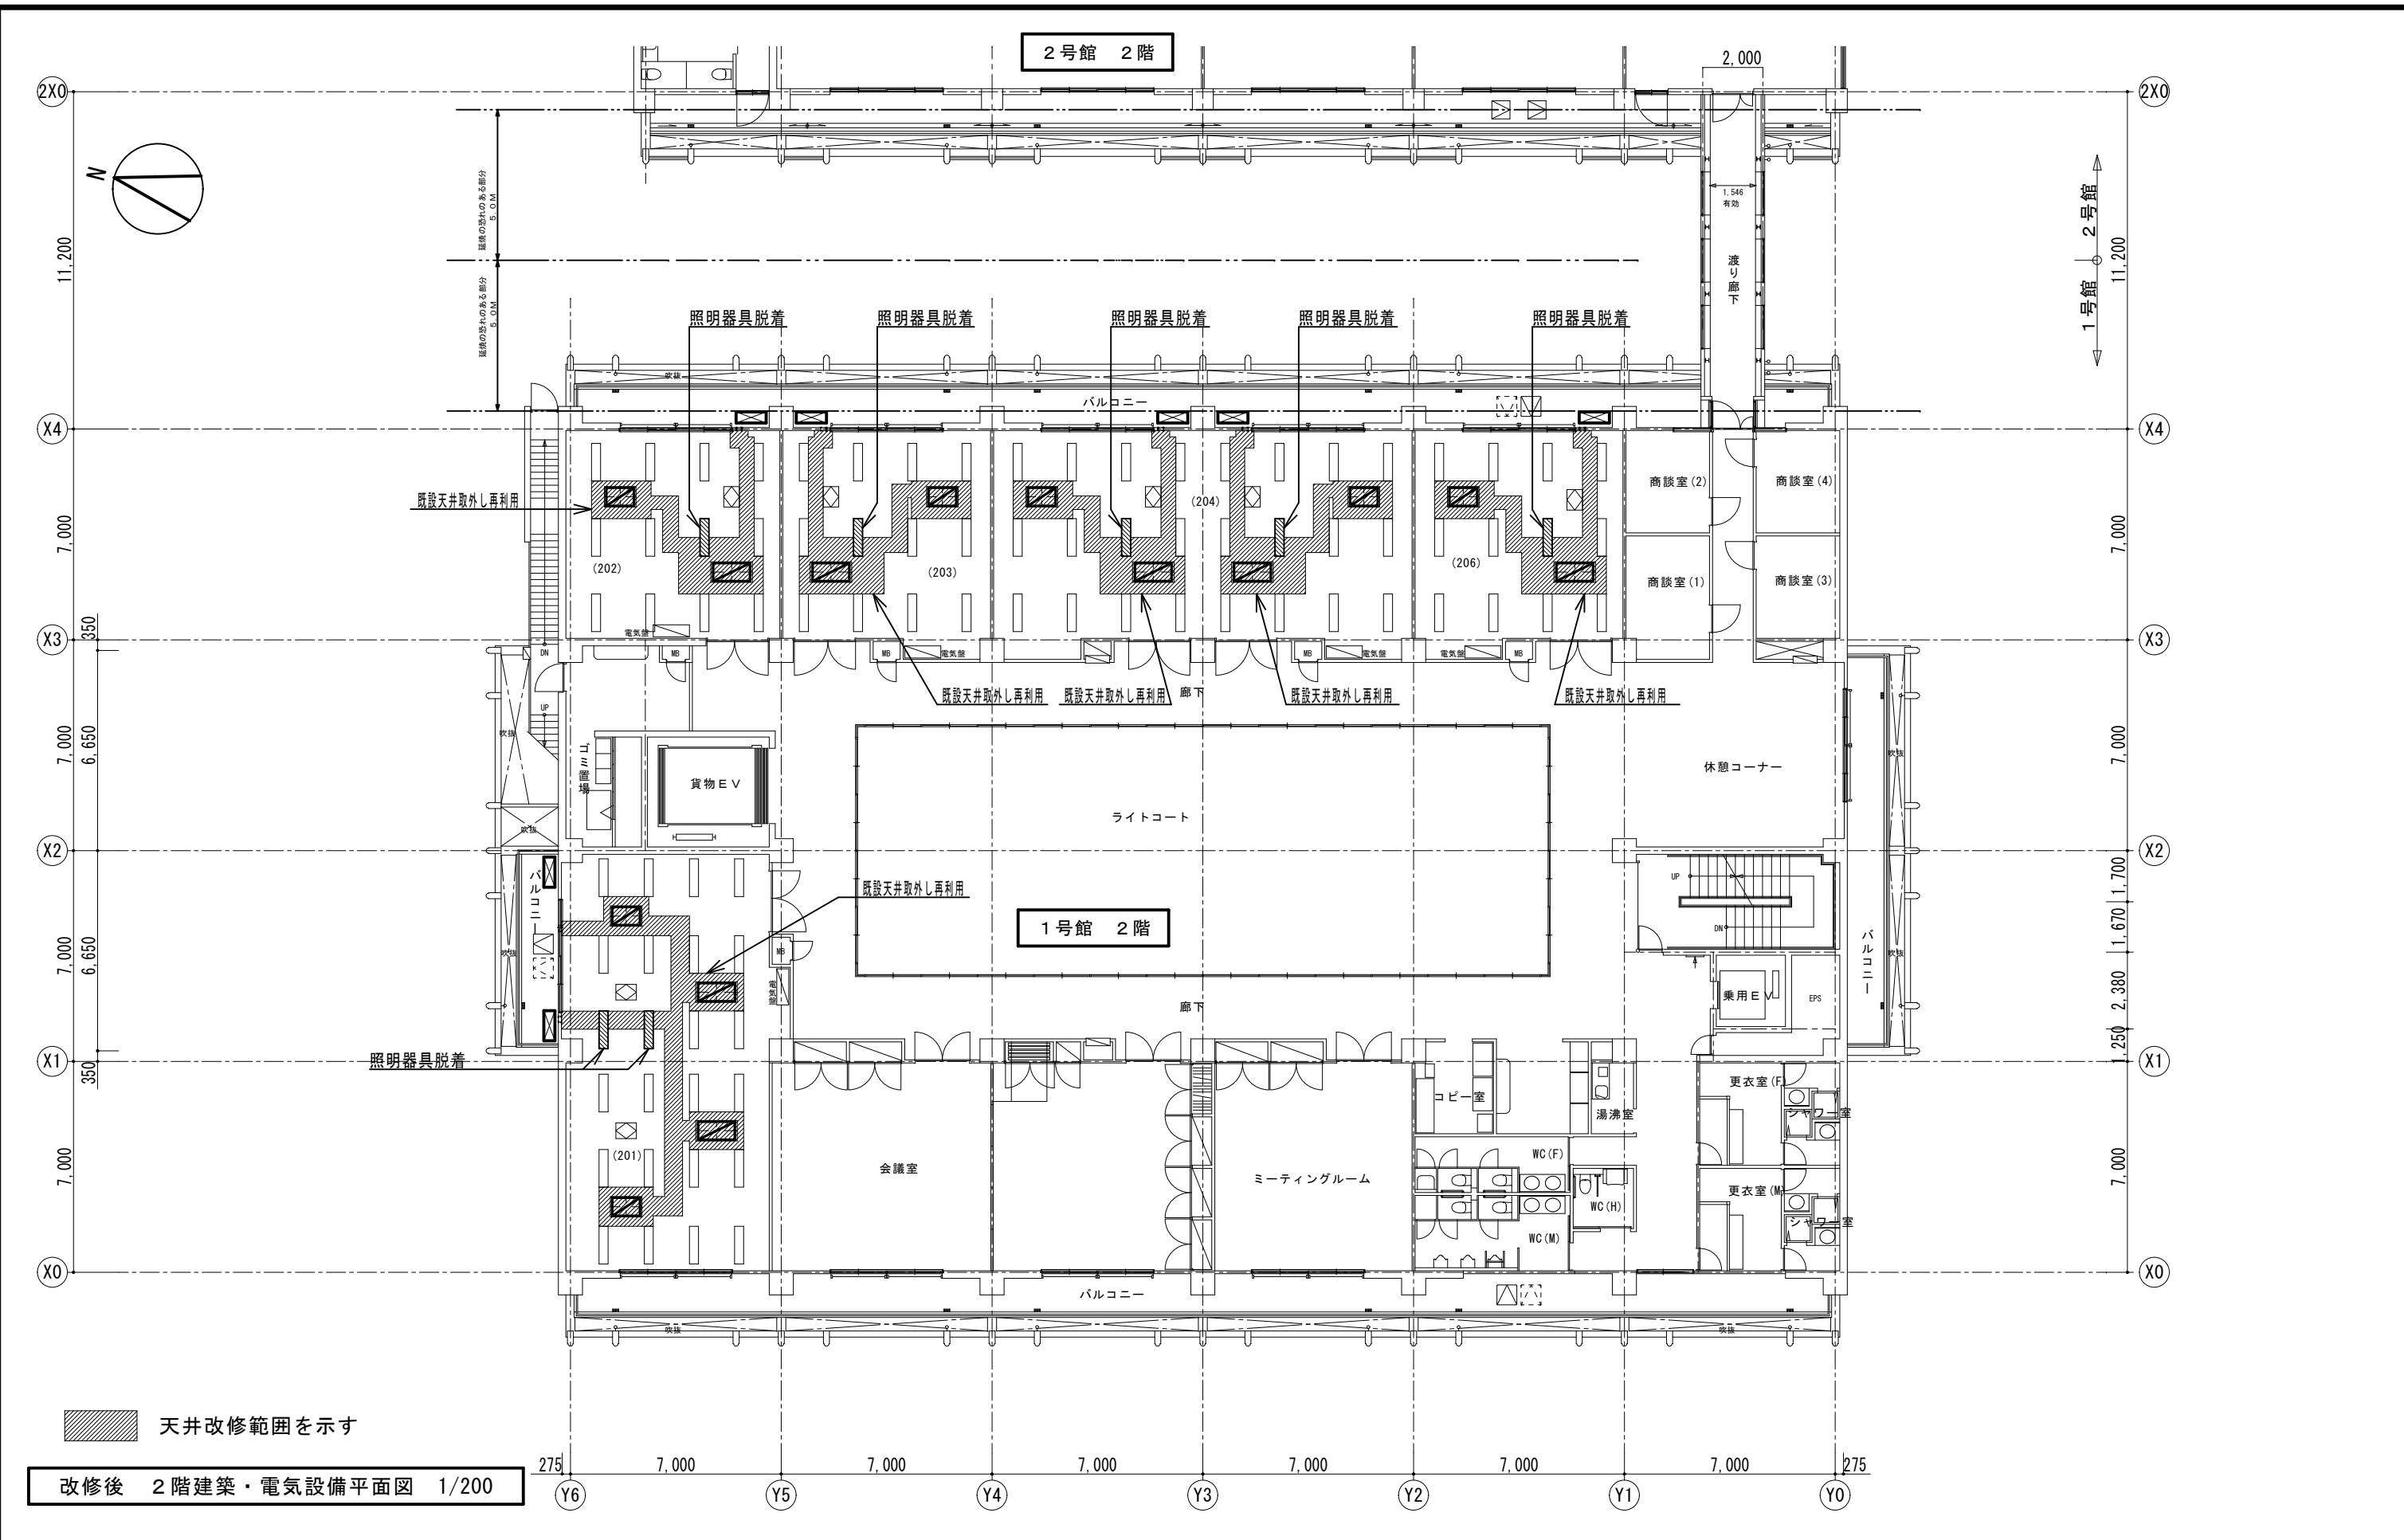 2号館 2階
2,000
2X0
2X0
N
延焼の恐れのある部分
5.0M
延焼の恐れのある部分
5.0M
1,546
有効
渡り廊下
2号館
1号館
11,200
11,200
照明器具脱着
照明器具脱着
照明器具脱着
照明器具脱着
照明器具脱着
吹抜
バルコニー
X4
X4
既設天井取外し再利用
(202)
(203)
(204)
(206)
商談室(2)
商談室(4)
商談室(1)
商談室(3)
7,000
7,000
350
電気盤
X3
X3
DN
MB
MB
電気盤
MB
電気盤
電気盤
MB
既設天井取外し再利用
既設天井取外し再利用
廊下
既設天井取外し再利用
既設天井取外し再利用
UP
吹抜
7,000
6,650
ゴミ置場
貨物EV
ライトコート
休憩コーナー
吹抜
7,000
吹抜
X2
X2
バルコニー
既設天井取外し再利用
1号館 2階
UP
DN
1,700
1,670
2,380
1,250
バルコニー
吹抜
吹抜
7,000
6,650
350
MB
電気盤
廊下
乗用EV
EPS
照明器具脱着
X1
X1
コピー室
湯沸室
更衣室(F)
シャワー室
(201)
会議室
ミーティングルーム
WC(F)
WC(H)
WC(M)
更衣室(M)
シャワー室
7,000
7,000
X0
X0
バルコニー
吹抜
吹抜
天井改修範囲を示す
改修後 2階建築・電気設備平面図 1/200
275
7,000
7,000
7,000
7,000
7,000
7,000
275
Y6
Y5
Y4
Y3
Y2
Y1
Y0